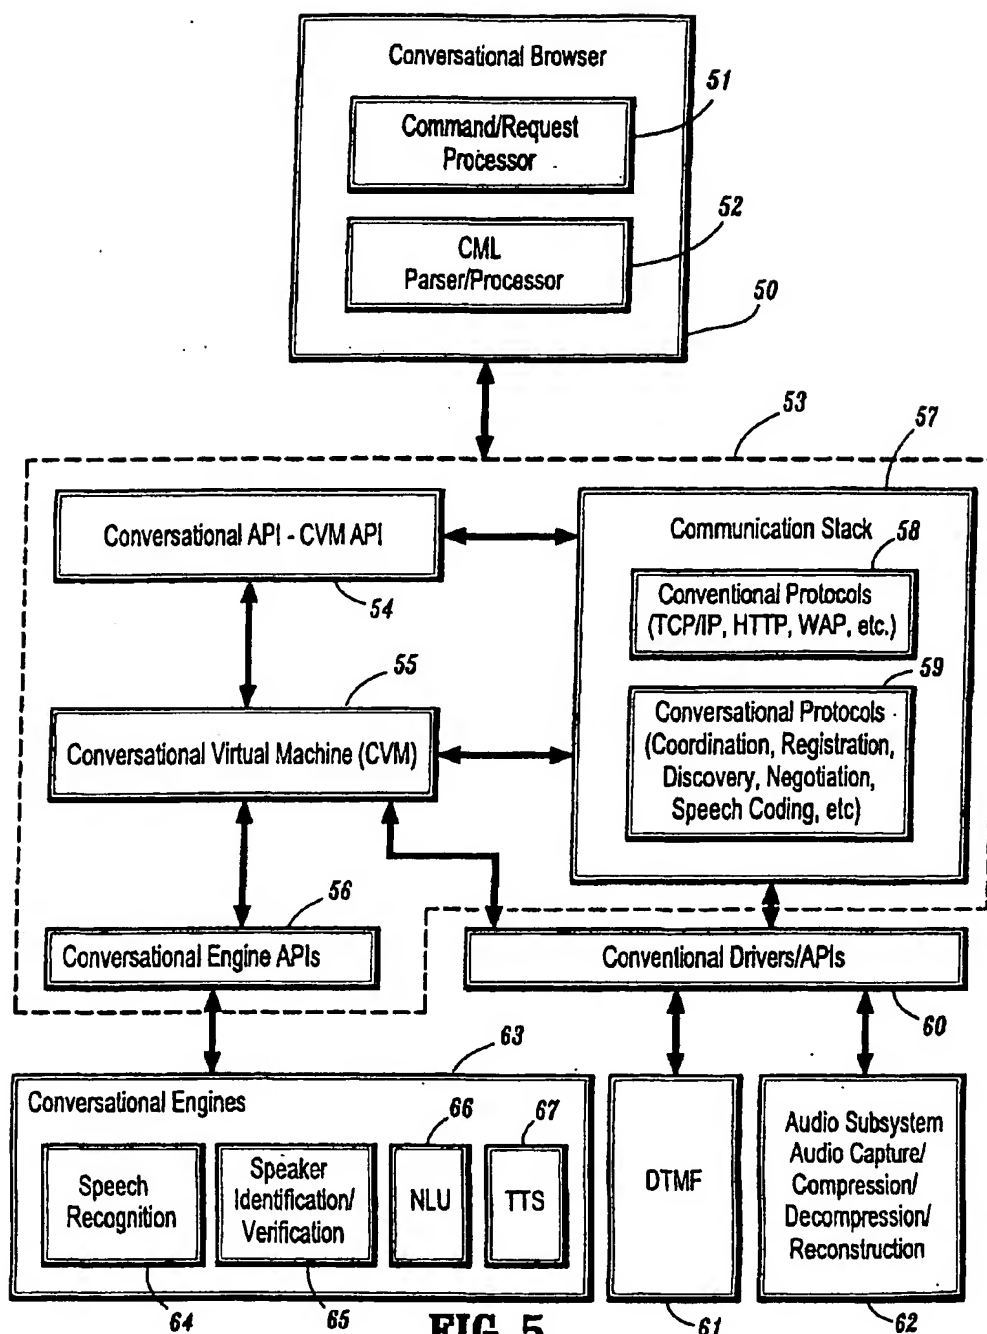 Conversational Browser
51
Command/Request
Processor
52
CML
Parser/Processor
50
53
57
Conversational API - CVM API
54
Communication Stack
58
Conventional Protocols
(TCP/IP, HTTP, WAP, etc.)
55
59
Conversational Virtual Machine (CVM)
Conversational Protocols
(Coordination, Registration,
Discovery, Negotiation,
Speech Coding, etc)
56
Conversational Engine APIs
Conventional Drivers/APIs
60
63
Conversational Engines
66
67
Speech
Recognition
Speaker
Identification/
Verification
NLU
TTS
DTMF
Audio Subsystem
Audio Capture/
Compression/
Decompression/
Reconstruction
64
65
61
62
FIG. 5